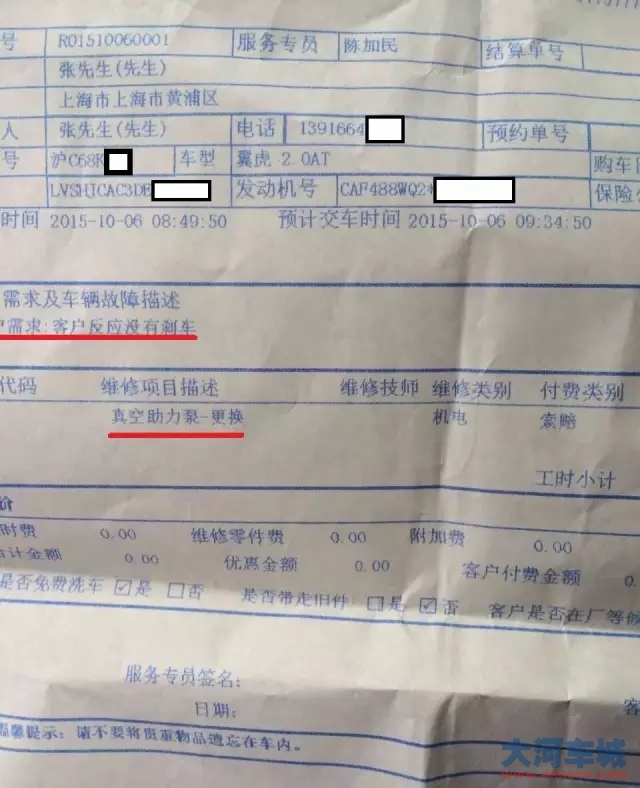 号 RO1510060001 服务专员 陈加民 结算单号
张先生(先生)
上海市上海市黄浦区
人 张先生(先生) 电话 1391664 预约单号
号 沪C68R 车型 翼虎 2.0AT 购车
LVSHJCAC3DE 发动机号 CAF488WQ2* 保险
时间 2015-10-06 08:49:50 预计交车时间 2015-10-06 09:34:50
需求及车辆故障描述
户需求:客户反应没有刹车
代码 维修项目描述 维修技师 维修类别 付费类别
真空助力泵-更换 机电 索赔
工时小计
价
时费 0.00 维修零件费 0.00 附加费 0.00
合计金额 0.00 优惠金额 0.00 客户付费金额 0.
是否免费洗车 ☑是 □否 是否带走旧件 □是 ☑否 客户是否在厂等候
服务专员签名:
日期: 客
温馨提示: 请不要将贵重物品遗忘在车内。
大河车城